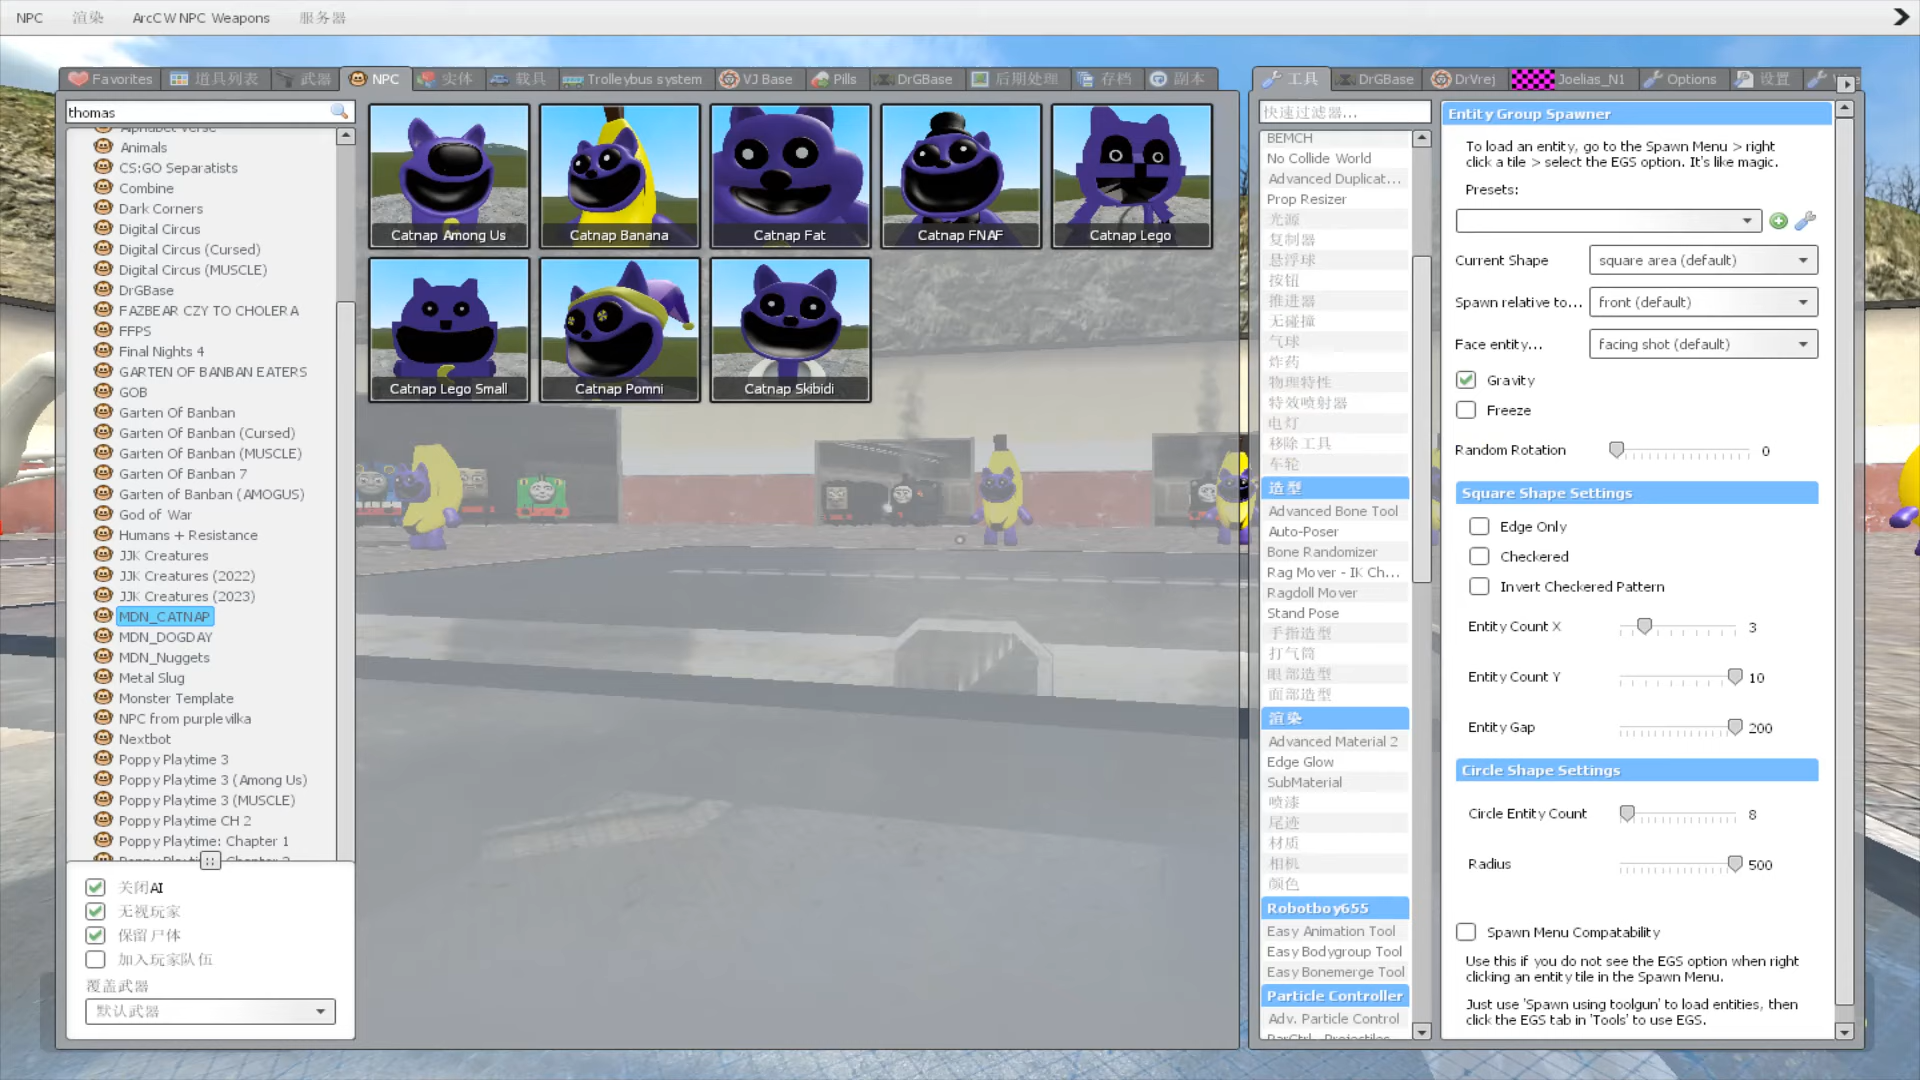 NPC 渲染 ArcCW NPC Weapons 服务器
Favorites 道具列表 武器 NPC 实体 载具 Trolleybus system VJ Base Pills DrGBase 后期处理 存档 副本
thomas
Alphabet Verse
Animals
CS:GO Separatists
Combine
Dark Corners
Digital Circus
Digital Circus (Cursed)
Digital Circus (MUSCLE)
DrGBase
FAZBEAR CZY TO CHOLERA
FFPS
Final Nights 4
GARTEN OF BANBAN EATERS
GOB
Garten Of Banban
Garten Of Banban (Cursed)
Garten Of Banban (MUSCLE)
Garten Of Banban 7
Garten of Banban (AMOGUS)
God of War
Humans + Resistance
JJK Creatures
JJK Creatures (2022)
JJK Creatures (2023)
MDN_CATNAP
MDN_DOGDAY
MDN_Nuggets
Metal Slug
Monster Template
NPC from purplevilka
Nextbot
Poppy Playtime 3
Poppy Playtime 3 (Among Us)
Poppy Playtime 3 (MUSCLE)
Poppy Playtime CH 2
Poppy Playtime: Chapter 1
关闭AI
无视玩家
保留尸体
加入玩家队伍
覆盖武器
默认武器
Catnap Among Us
Catnap Banana
Catnap Fat
Catnap FNAF
Catnap Lego
Catnap Lego Small
Catnap Pomni
Catnap Skibidi
工具 DrGBase DrVrej Joelias_N1 Options 设置
快速过滤器...
BEMCH
No Collide World
Advanced Duplicat...
Prop Resizer
光源
复制器
悬浮球
按钮
推进器
无碰撞
气球
炸药
物理特性
特效喷射器
电灯
移除工具
车轮
造型
Advanced Bone Tool
Auto-Poser
Bone Randomizer
Rag Mover - IK Ch...
Ragdoll Mover
Stand Pose
手指造型
打气筒
眼部造型
面部造型
渲染
Advanced Material 2
Edge Glow
SubMaterial
喷漆
尾迹
材质
相机
颜色
Robotboy655
Easy Animation Tool
Easy Bodygroup Tool
Easy Bonemerge Tool
Particle Controller
Adv. Particle Control
ParCtrl - Projectiles
Entity Group Spawner
To load an entity, go to the Spawn Menu > right
click a tile > select the EGS option. It's like magic.
Presets:
Current Shape square area (default)
Spawn relative to... front (default)
Face entity... facing shot (default)
Gravity
Freeze
Random Rotation 0
Square Shape Settings
Edge Only
Checkered
Invert Checkered Pattern
Entity Count X 3
Entity Count Y 10
Entity Gap 200
Circle Shape Settings
Circle Entity Count 8
Radius 500
Spawn Menu Compatability
Use this if you do not see the EGS option when right
clicking an entity tile in the Spawn Menu.
Just use 'Spawn using toolgun' to load entities, then
click the EGS tab in 'Tools' to use EGS.